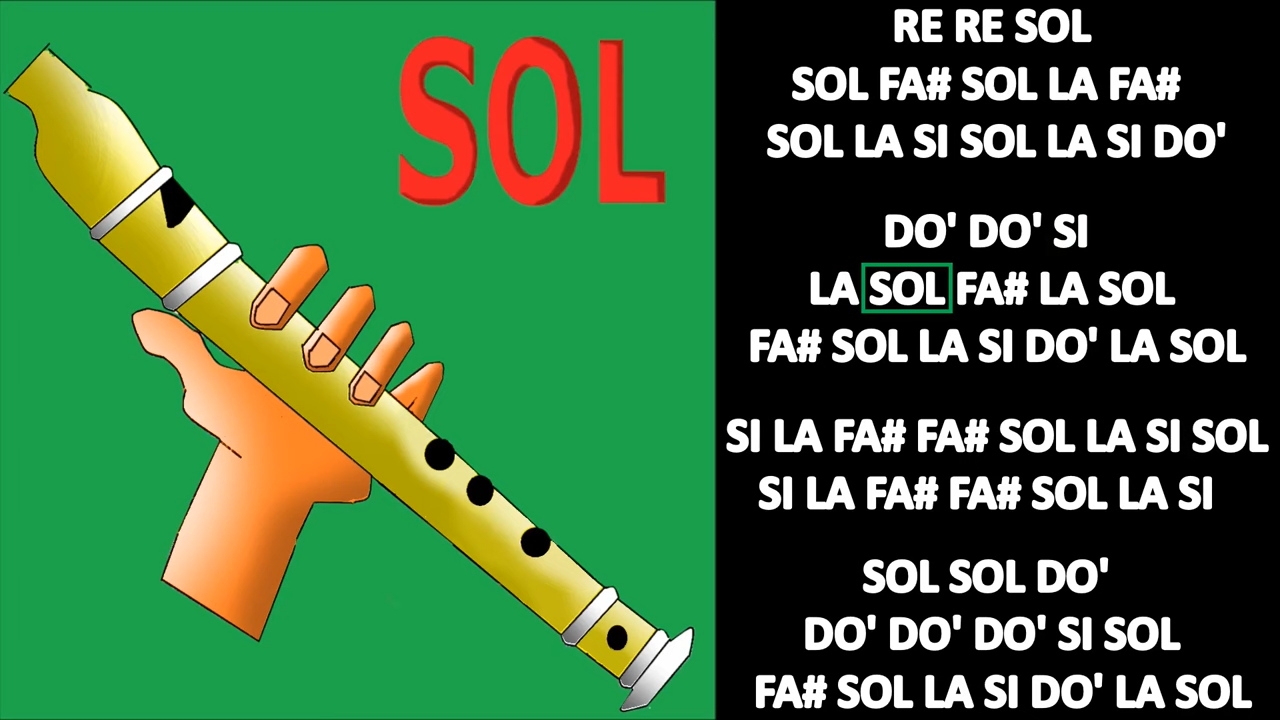 SOL
RE RE SOL
SOL FA# SOL LA FA#
SOL LA SI SOL LA SI DO'
DO' DO' SI
LA SOL FA# LA SOL
FA# SOL LA SI DO' LA SOL
SI LA FA# FA# SOL LA SI SOL
SI LA FA# FA# SOL LA SI
SOL SOL DO'
DO' DO' DO' SI SOL
FA# SOL LA SI DO' LA SOL